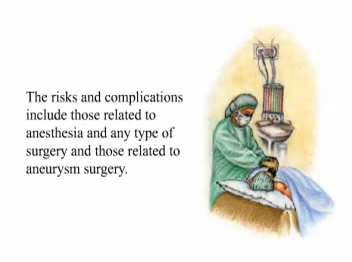 The risks and complications
include those related to
anesthesia and any type of
surgery and those related to
aneurysm surgery.